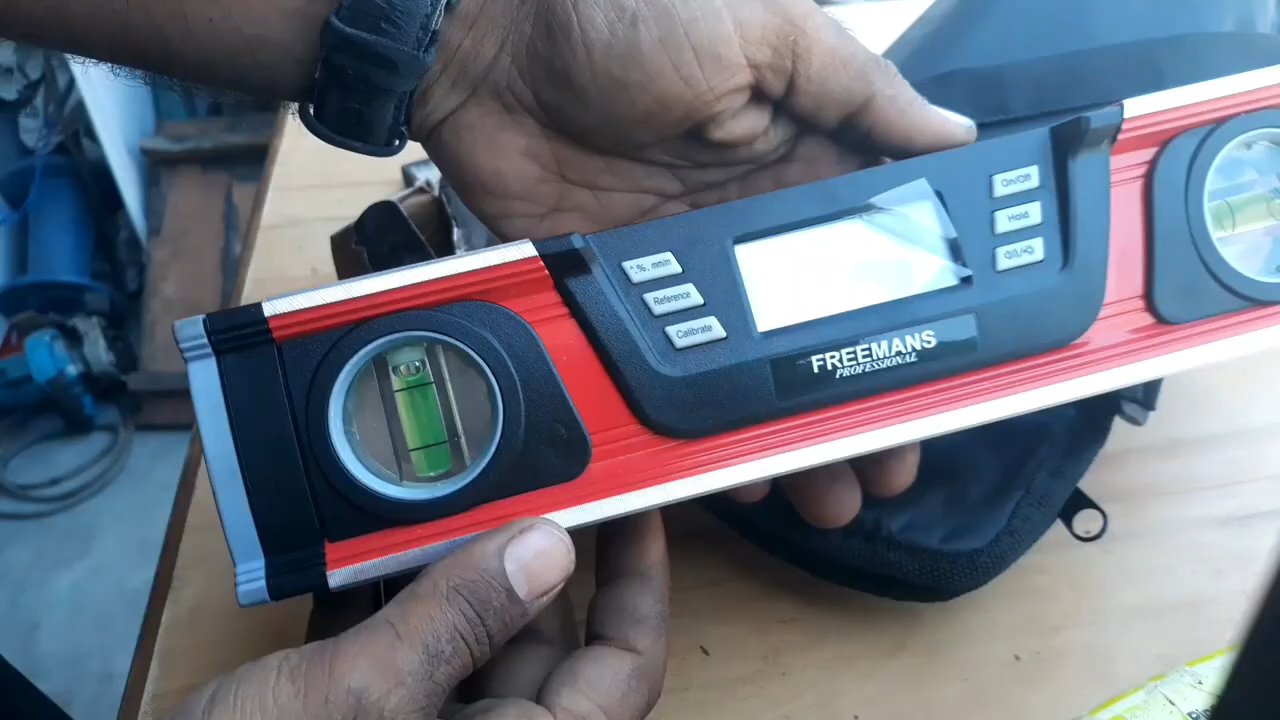 °.%. mm/m
Reference
Calibrate
On/Off
Hold
FREEMANS
PROFESSIONAL